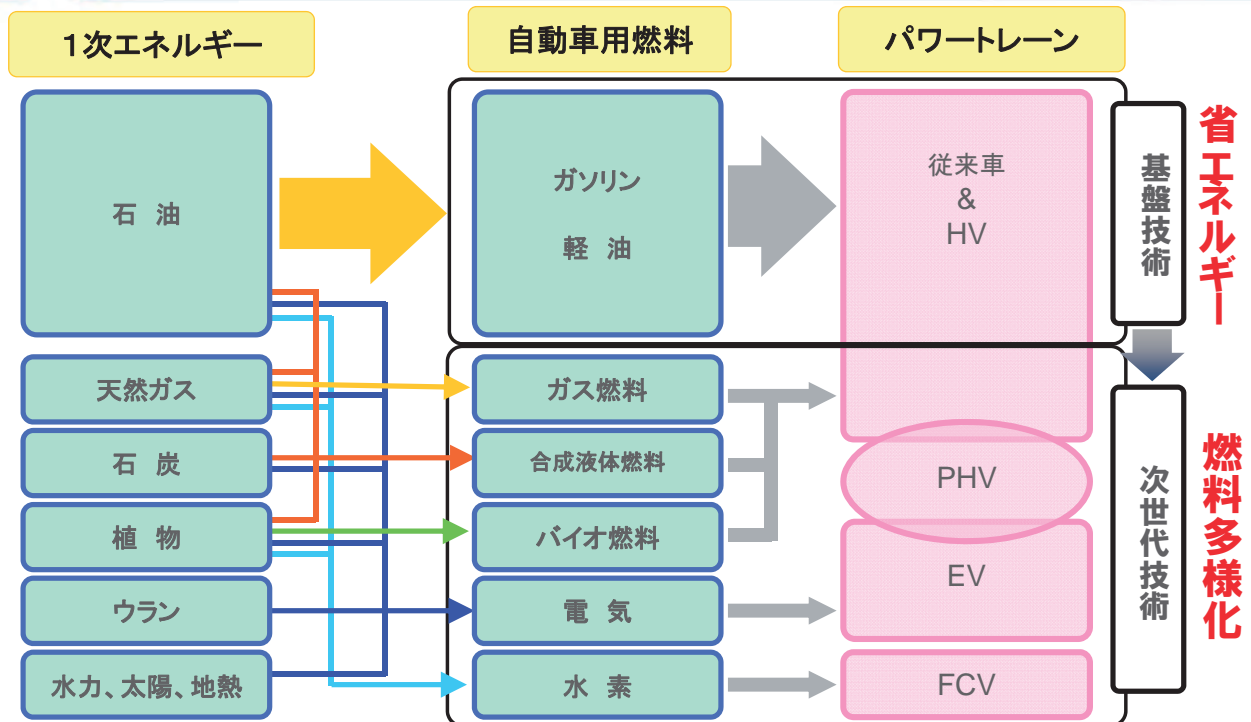 1次エネルギー
自動車用燃料
パワートレーン
石 油
ガソリン
軽 油
従来車
&
HV
基盤技術
省エネルギー
天然ガス
石 炭
植 物
ウラン
水力、太陽、地熱
ガス燃料
合成液体燃料
バイオ燃料
電 気
水 素
PHV
EV
FCV
次世代技術
燃料多様化